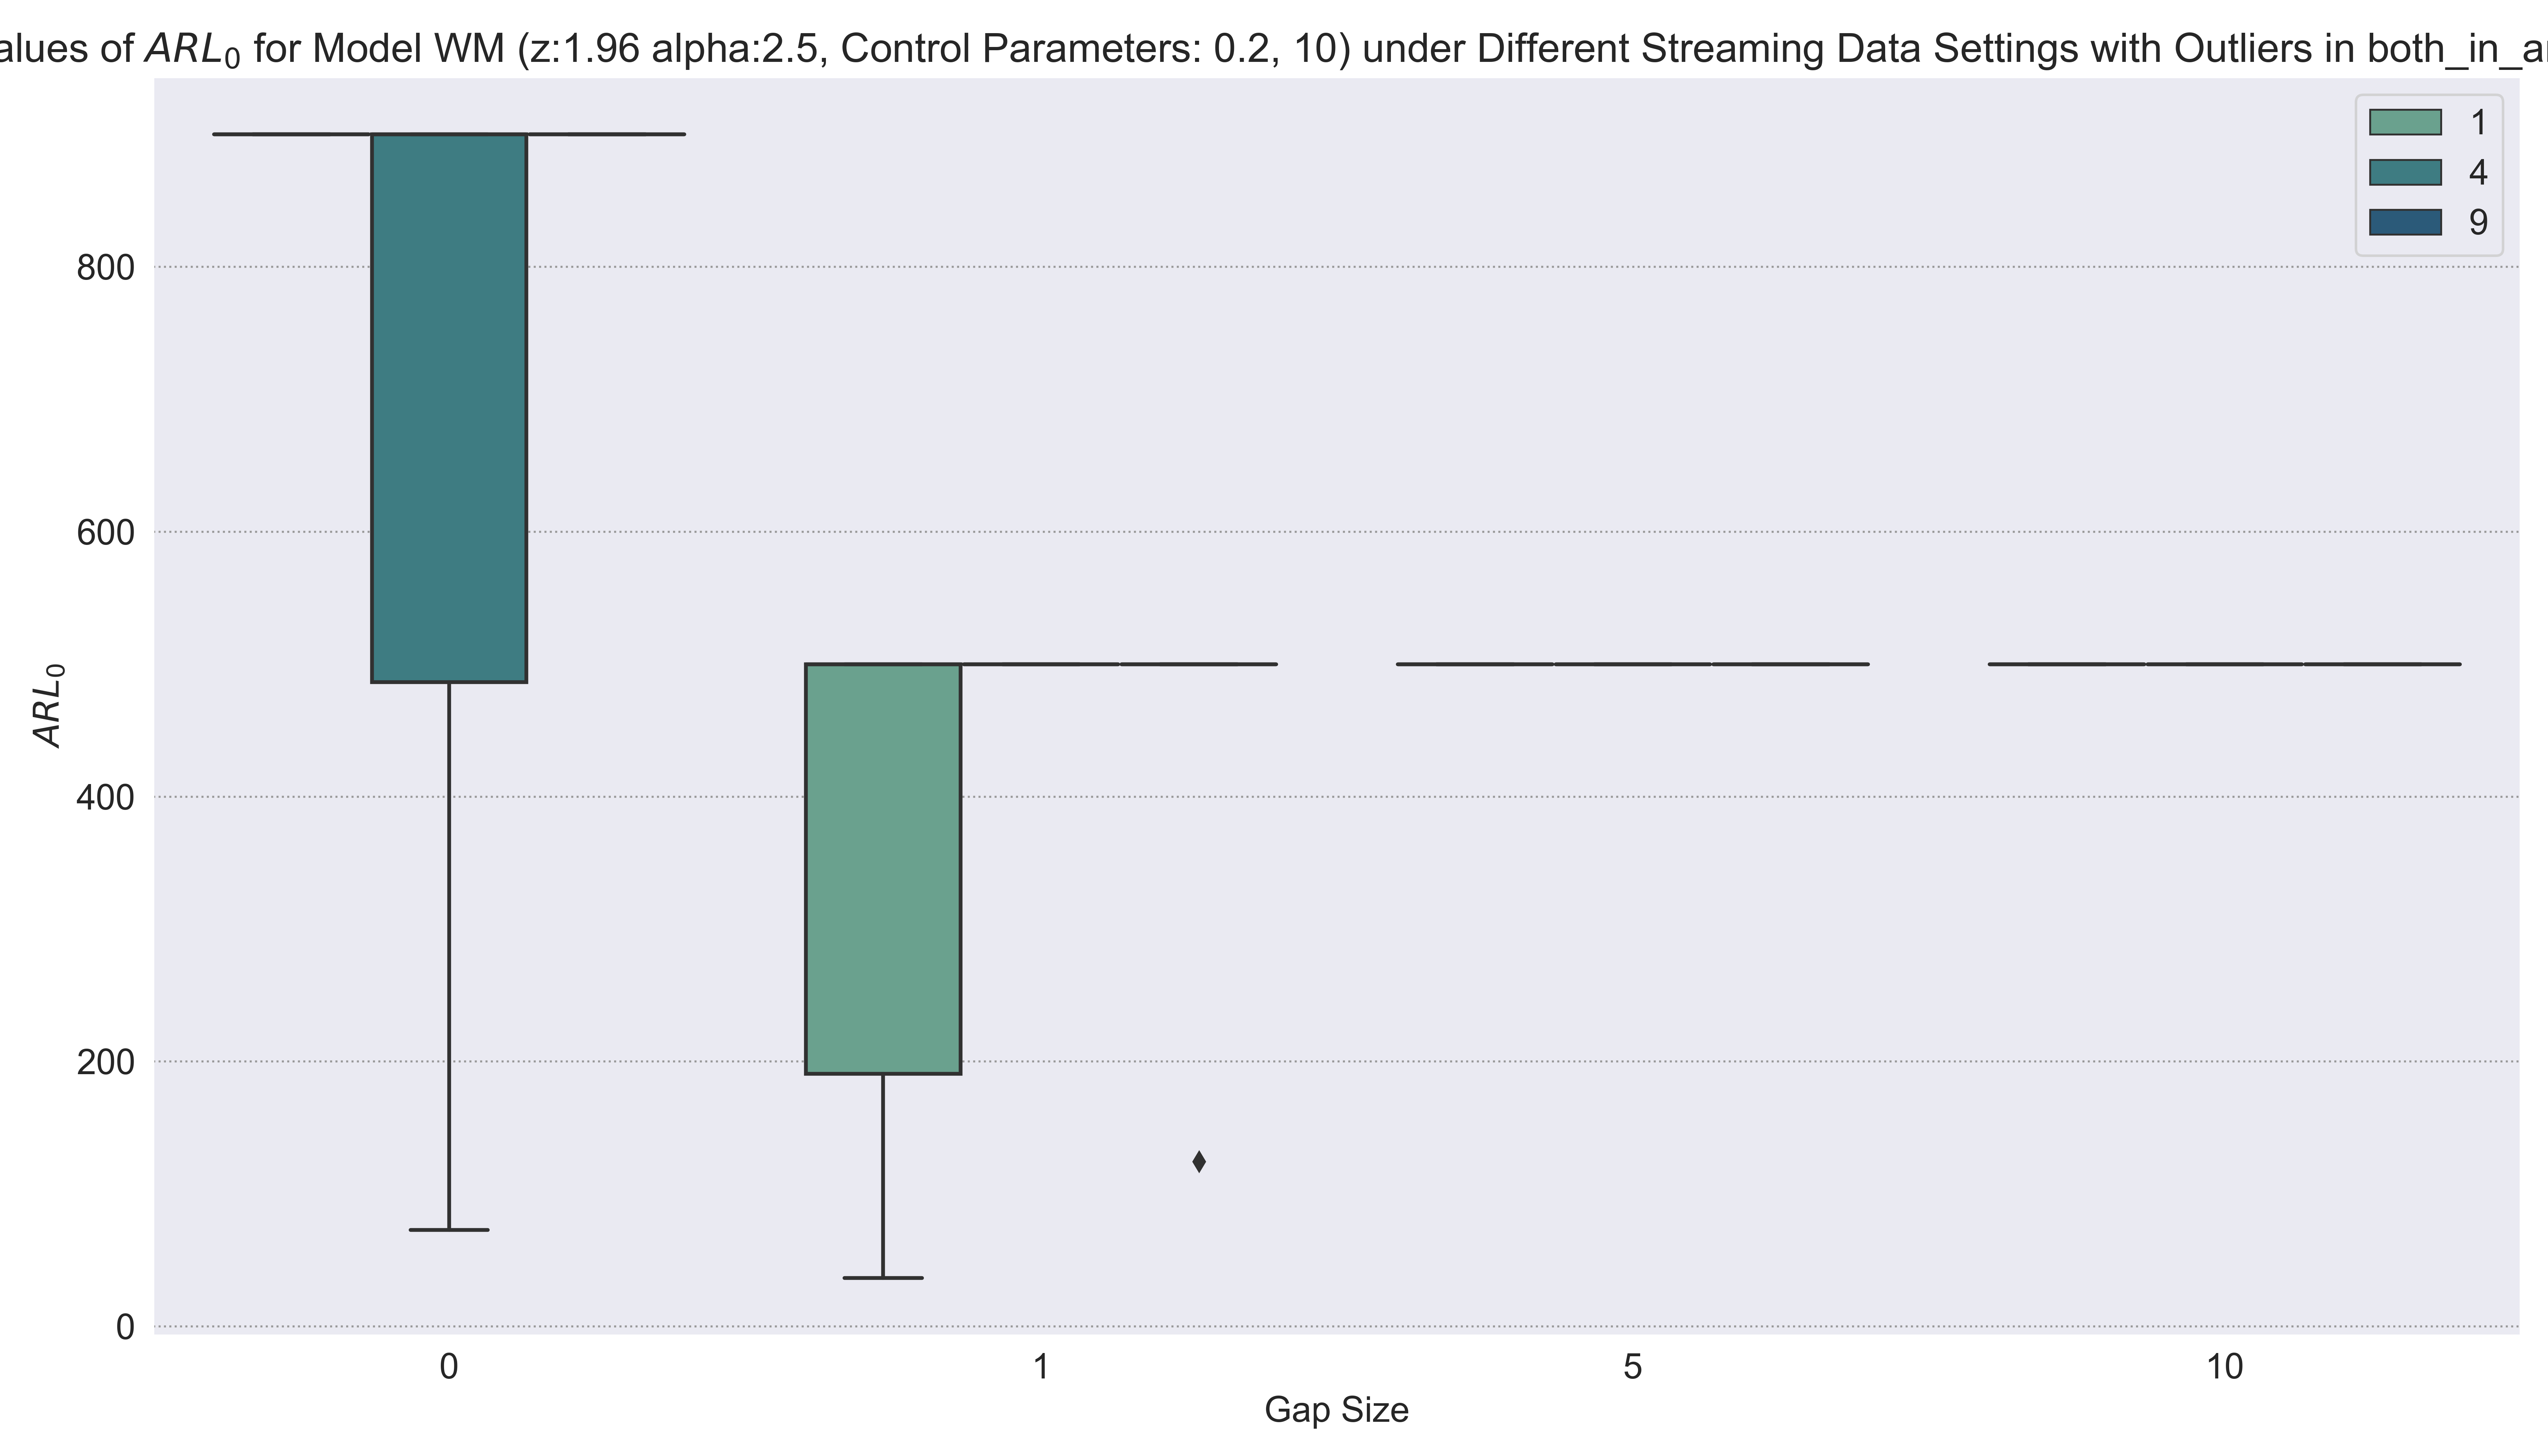 alues of ARL₀ for Model WM (z:1.96 alpha:2.5, Control Parameters: 0.2, 10) under Different Streaming Data Settings with Outliers in both_in_a
1
4
9
800
600
400
200
0
ARL₀
0 1 5 10
Gap Size